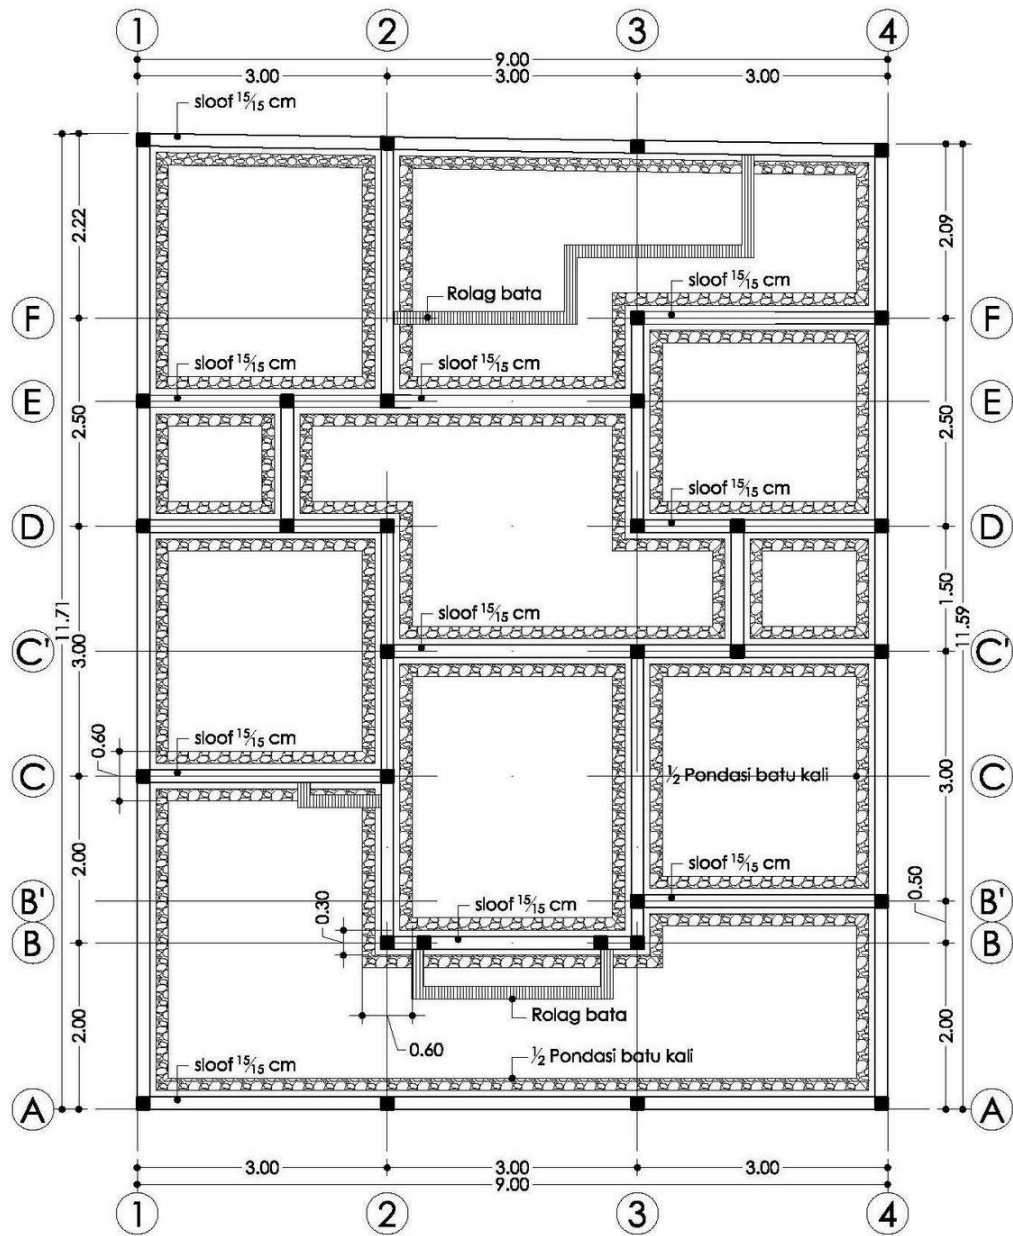 1 2 3 4
9.00
3.00 3.00 3.00
sloof 15/15 cm
2.22
2.09
sloof 15/15 cm
Rolag bata
F F
sloof 15/15 cm sloof 15/15 cm
E E
2.50 2.50
sloof 15/15 cm
D D
11.71 1.50 11.59
sloof 15/15 cm
C' 3.00 C'
0.60 sloof 15/15 cm
C ½ Pondasi batu kali 3.00 C
2.00
sloof 15/15 cm
B' 0.30 sloof 15/15 cm 0.50 B'
B B
Rolag bata
2.00 0.60 2.00
½ Pondasi batu kali
sloof 15/15 cm
A A
3.00 3.00 3.00
9.00
1 2 3 4